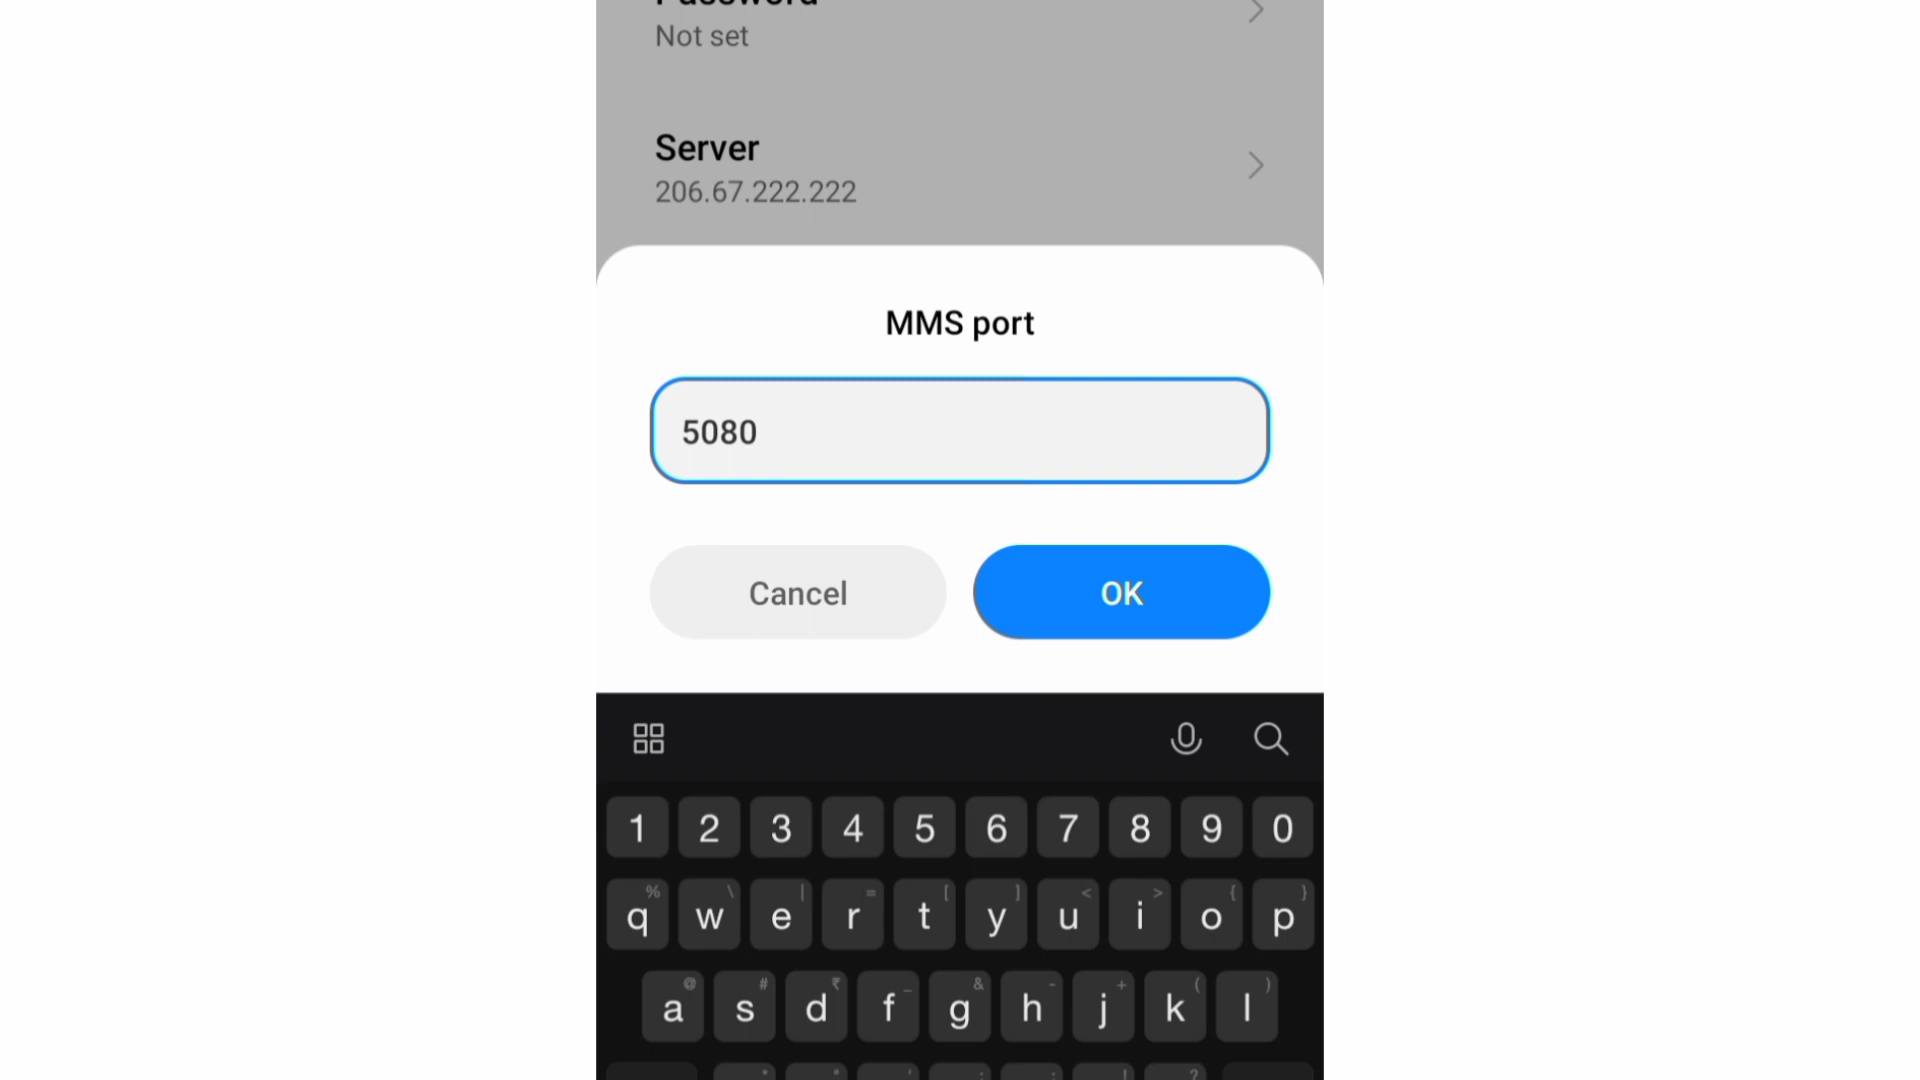 Password
Not set
Server
206.67.222.222
MMS port
5080
Cancel
OK
1 2 3 4 5 6 7 8 9 0
% \ | = [ ] < > { }
q w e r t y u i o p
@ # ₹ _ & - + ( )
a s d f g h j k l